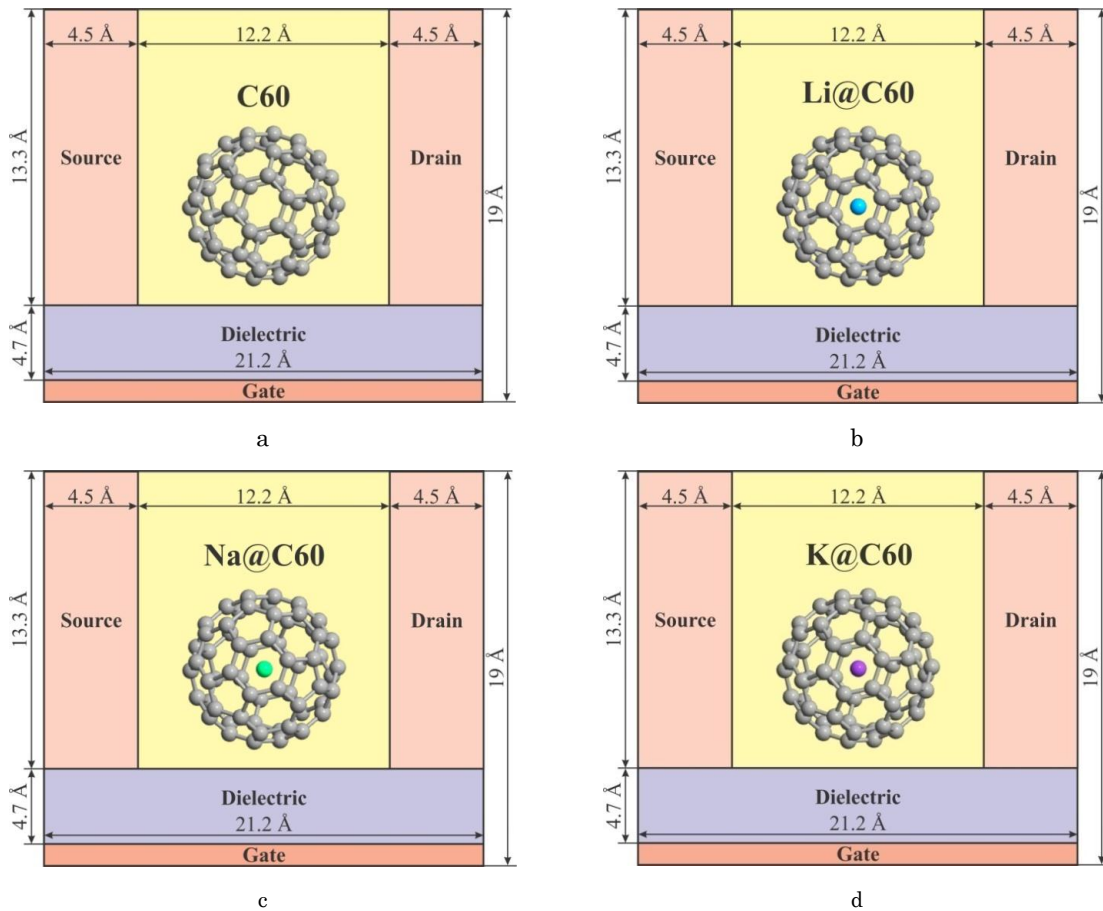 4.5 Å 12.2 Å 4.5 Å
C60
Source Drain
13.3 Å
19 Å
Dielectric
4.7 Å
21.2 Å
Gate
a
4.5 Å 12.2 Å 4.5 Å
Li@C60
Source Drain
13.3 Å
19 Å
Dielectric
4.7 Å
21.2 Å
Gate
b
4.5 Å 12.2 Å 4.5 Å
Na@C60
Source Drain
13.3 Å
19 Å
Dielectric
4.7 Å
21.2 Å
Gate
c
4.5 Å 12.2 Å 4.5 Å
K@C60
Source Drain
13.3 Å
19 Å
Dielectric
4.7 Å
21.2 Å
Gate
d